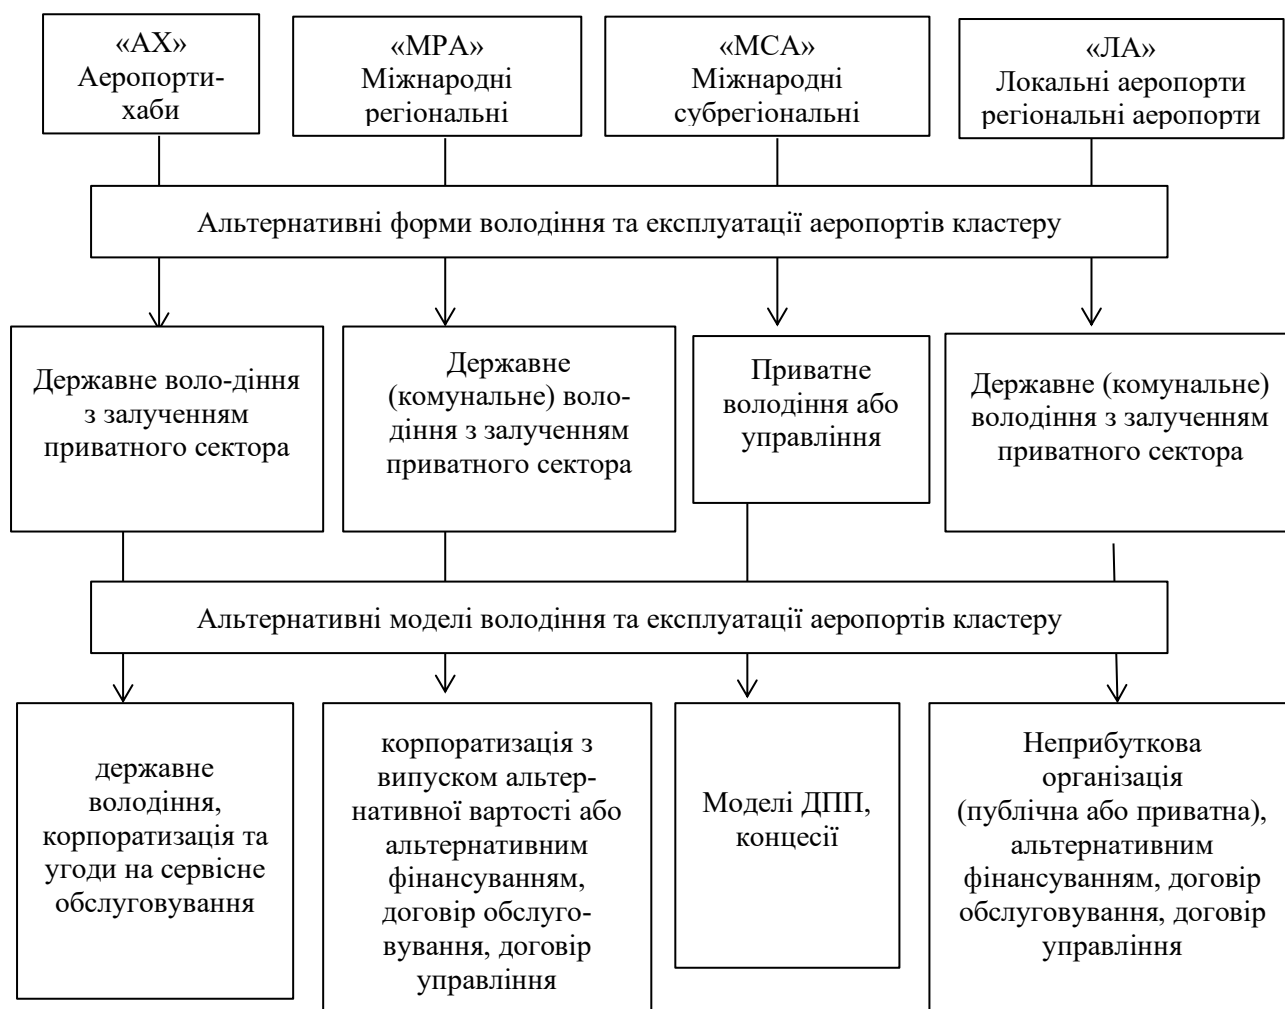 «АХ»
Аеропорти-
хаби
«МРА»
Міжнародні
регіональні
«МСА»
Міжнародні
субрегіональні
«ЛА»
Локальні аеропорти
регіональні аеропорти
Альтернативні форми володіння та експлуатації аеропортів кластеру
Державне воло-діння
з залученням
приватного сектора
Державне
(комунальне) воло-
діння з залученням
приватного сектора
Приватне
володіння або
управління
Державне (комунальне)
володіння з залученням
приватного сектора
Альтернативні моделі володіння та експлуатації аеропортів кластеру
державне
володіння,
корпоратизація та
угоди на сервісне
обслуговування
корпоратизація з
випуском альтер-
нативної вартості або
альтернативним
фінансуванням,
договір обслуго-
вування, договір
управління
Моделі ДПП,
концесії
Неприбуткова
організація
(публічна або приватна),
альтернативним
фінансуванням, договір
обслуговування, договір
управління